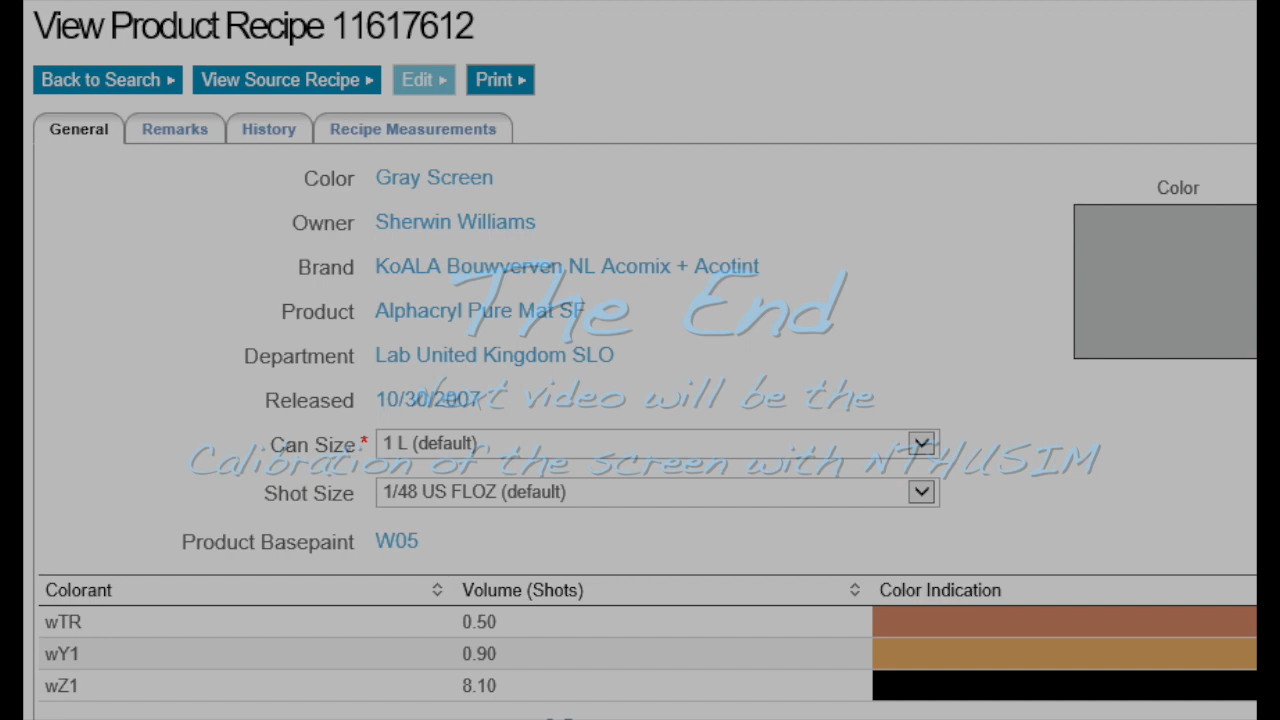 View Product Recipe 11617612
Back to Search View Source Recipe Edit Print
General Remarks History Recipe Measurements
Color Gray Screen
Color
Owner Sherwin Williams
Brand KoALA Bouwverven NL Acomix + Acotint
The End
Product Alphacryl Pure Mat SF
Department Lab United Kingdom SLO
Released 10/30/2007
Next video will be the
Can Size * 1 L (default)
Calibration of the screen with NTHUSIM
Shot Size 1/48 US FLOZ (default)
Product Basepaint W05
Colorant Volume (Shots) Color Indication
wTR 0.50
wY1 0.90
wZ1 8.10